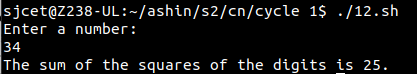 sjcet@Z238-UL:~/ashin/s2/cn/cycle 1$ ./12.sh
Enter a number:
34
The sum of the squares of the digits is 25.